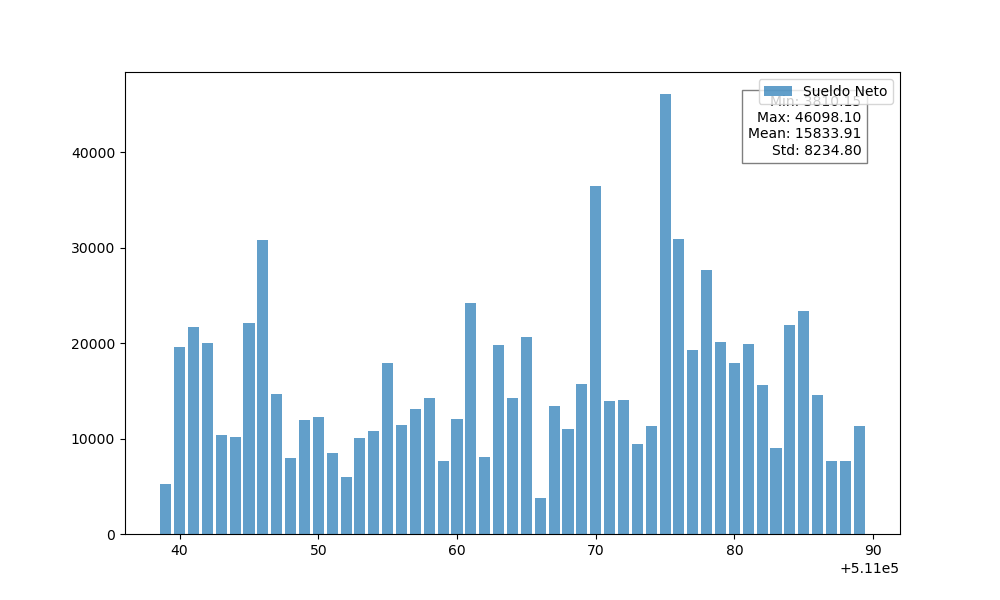 Sueldo Neto
Min: 3810.15
Max: 46098.10
Mean: 15833.91
Std: 8234.80
40000
30000
20000
10000
0
40 50 60 70 80 90
+5.11e5